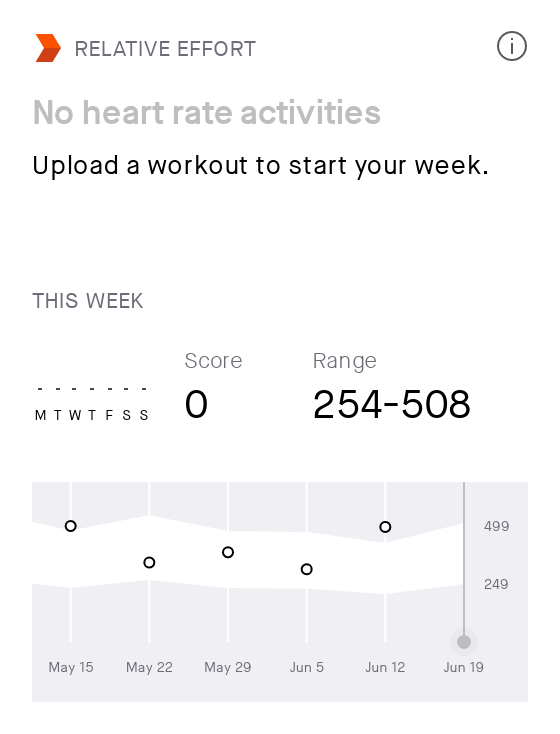 RELATIVE EFFORT
No heart rate activities
Upload a workout to start your week.
THIS WEEK
Score Range
- - - - - - -
M T W T F S S 0 254-508
499
249
May 15 May 22 May 29 Jun 5 Jun 12 Jun 19